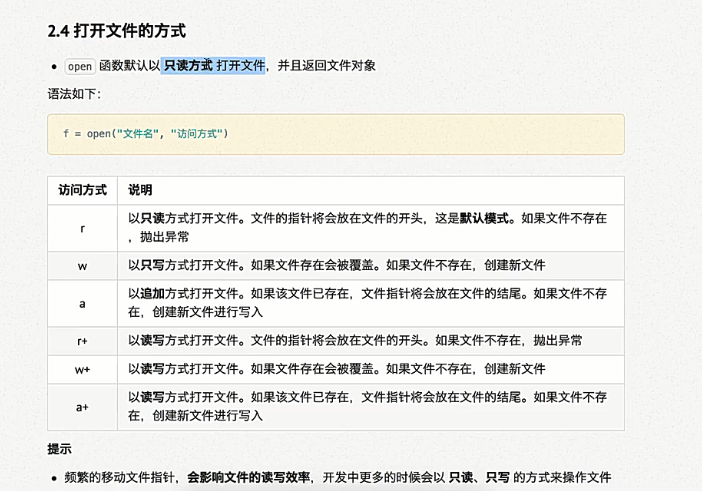 2.4 打开文件的方式
• open 函数默认以 只读方式 打开文件，并且返回文件对象
语法如下：
f = open("文件名", "访问方式")
访问方式 说明
r 以只读方式打开文件。文件的指针将会放在文件的开头，这是默认模式。如果文件不存在
，抛出异常
w 以只写方式打开文件。如果文件存在会被覆盖。如果文件不存在，创建新文件
a 以追加方式打开文件。如果该文件已存在，文件指针将会放在文件的结尾。如果文件不存
在，创建新文件进行写入
r+ 以读写方式打开文件。文件的指针将会放在文件的开头。如果文件不存在，抛出异常
w+ 以读写方式打开文件。如果文件存在会被覆盖。如果文件不存在，创建新文件
a+ 以读写方式打开文件。如果该文件已存在，文件指针将会放在文件的结尾。如果文件不存
在，创建新文件进行写入
提示
• 频繁的移动文件指针，会影响文件的读写效率，开发中更多的时候会以 只读、只写 的方式来操作文件